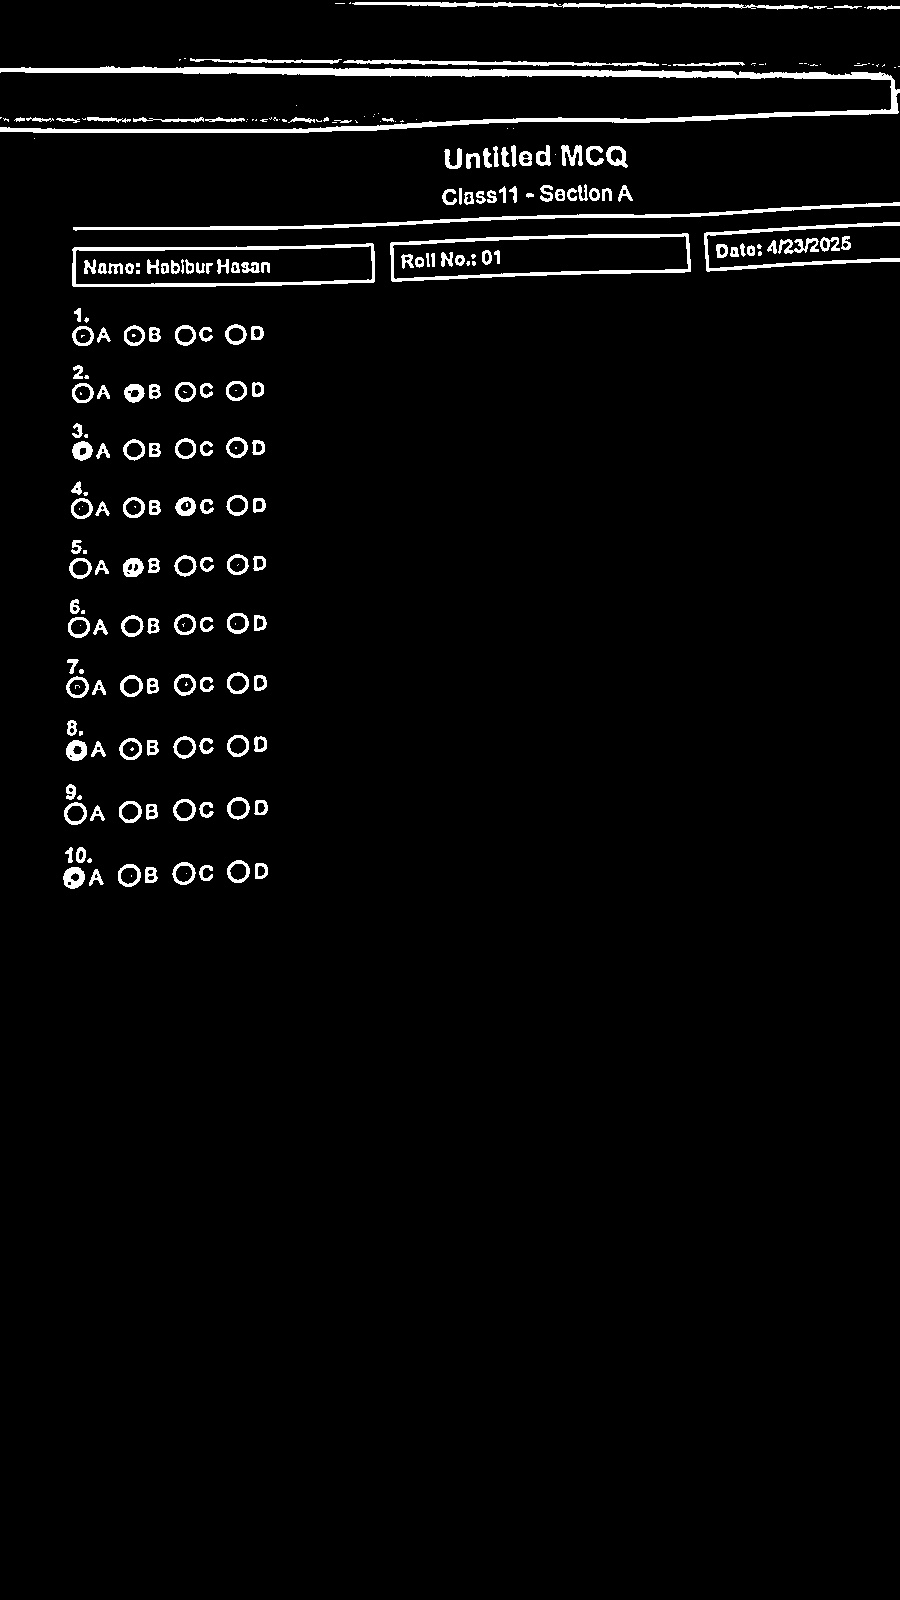 Untitled MCQ
Class11 - Section A
Name: Habibur Hasan
Roll No.: 01
Date: 4/23/2025
1.
A B C D
2.
A B C D
3.
A B C D
4.
A B C D
5.
A B C D
6.
A B C D
7.
A B C D
8.
A B C D
9.
A B C D
10.
A B C D